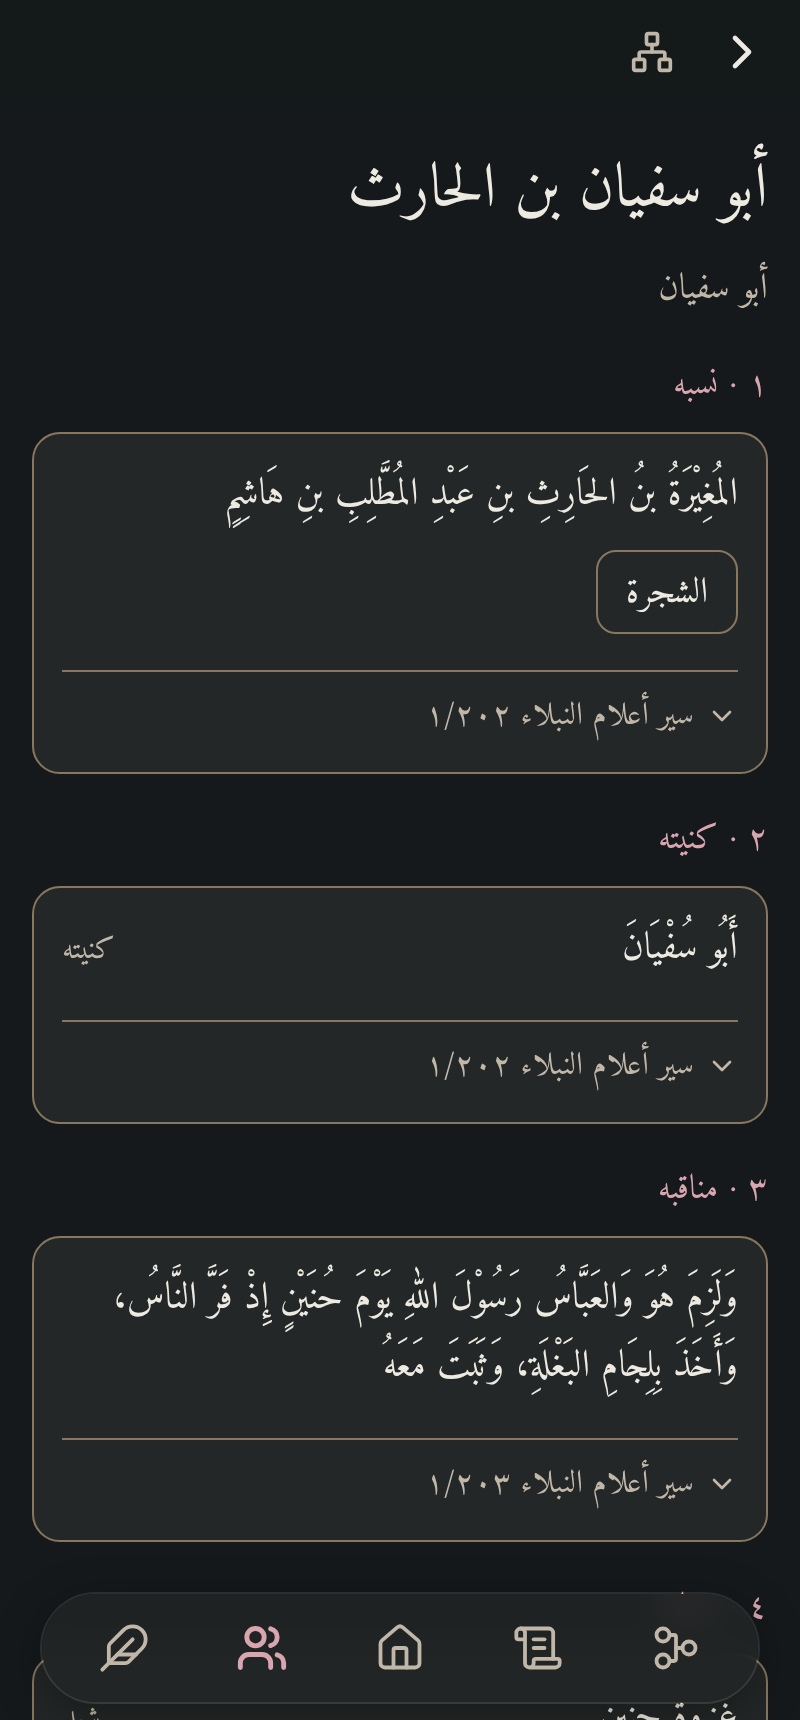 أبو سفيان بن الحارث
أبو سفيان
١ · نسبه
المُغِيْرَةُ بنُ الحَارِثِ بنِ عَبْدِ المُطَّلِبِ بنِ هَاشِمٍ
الشجرة
سير أعلام النبلاء ١/٢٠٢
٢ · كنيته
أَبُو سُفْيَانَ
كنيته
سير أعلام النبلاء ١/٢٠٢
٣ · مناقبه
وَلَزِمَ هُوَ وَالعَبَّاسُ رَسُوْلَ اللهِ يَوْمَ حُنَيْنٍ إِذْ فَرَّ النَّاسُ،
وَأَخَذَ بِلِجَامِ البَغْلَةِ، وَثَبَتَ مَعَهُ
سير أعلام النبلاء ١/٢٠٣
٤
غزوة حنين